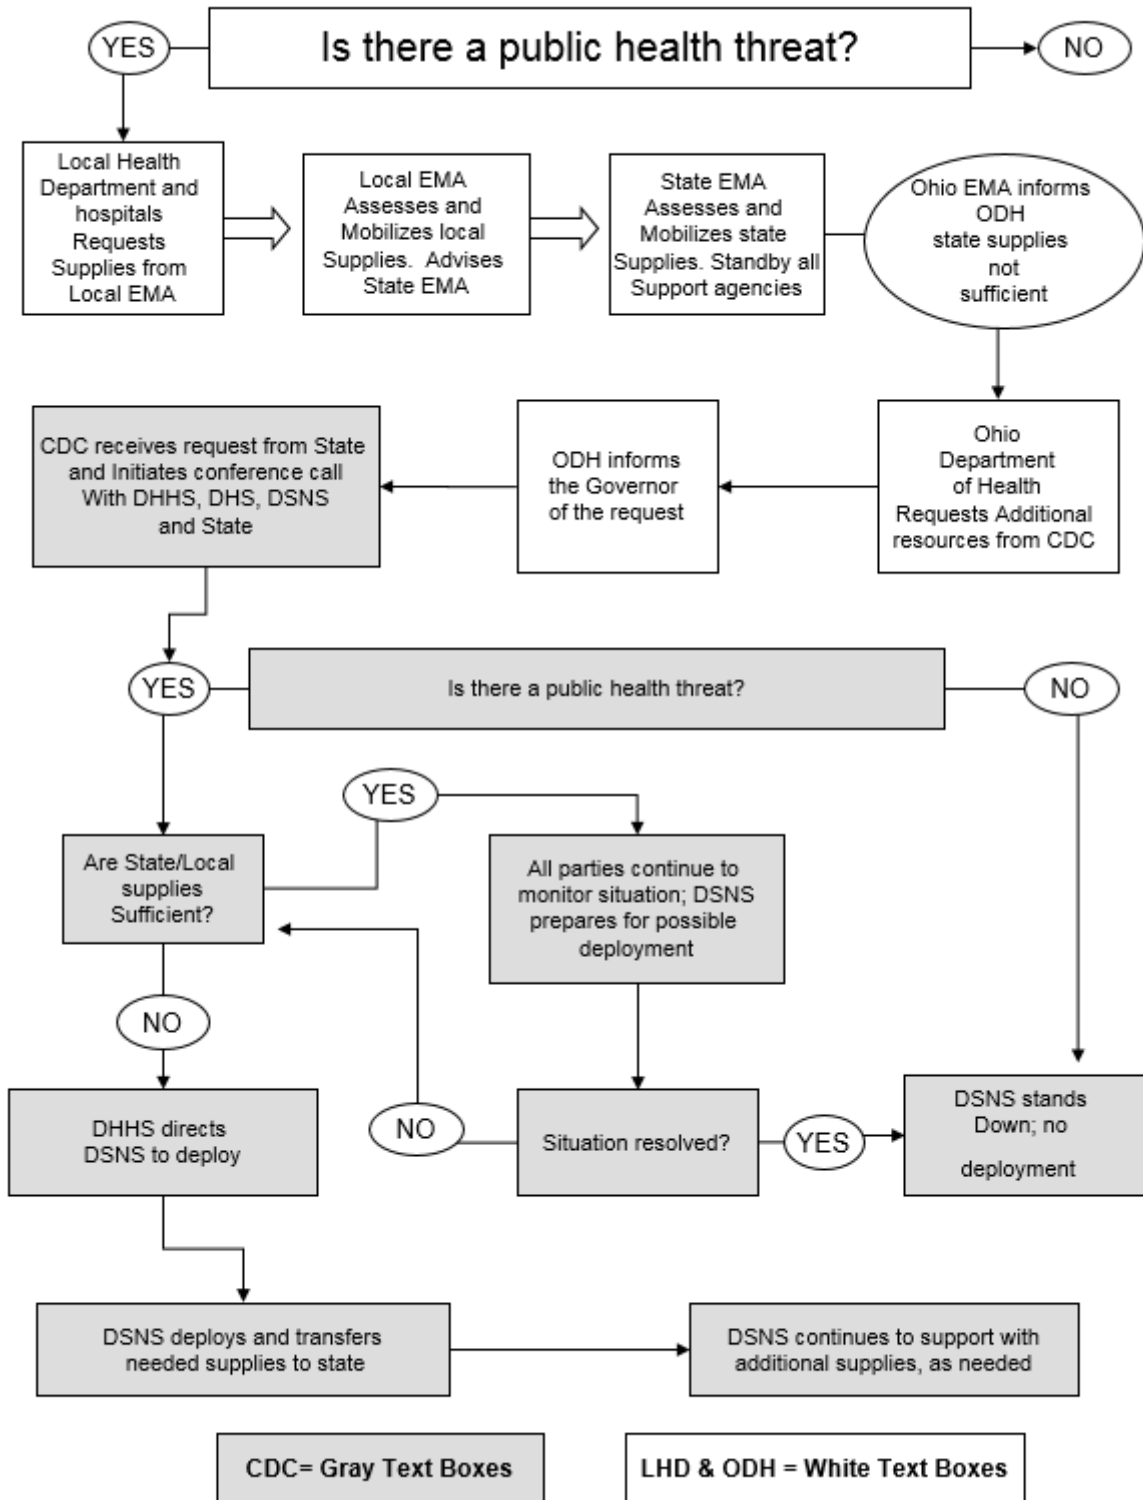 YES
Is there a public health threat?
NO
Local Health
Department and
hospitals
Requests
Supplies from
Local EMA
Local EMA
Assesses and
Mobilizes local
Supplies. Advises
State EMA
State EMA
Assesses and
Mobilizes state
Supplies. Standby all
Support agencies
Ohio EMA informs
ODH
state supplies
not
sufficient
CDC receives request from State
and Initiates conference call
With DHHS, DHS, DSNS
and State
ODH informs
the Governor
of the request
Ohio
Department
of Health
Requests Additional
resources from CDC
YES
Is there a public health threat?
NO
YES
Are State/Local
supplies
Sufficient?
All parties continue to
monitor situation; DSNS
prepares for possible
deployment
NO
DHHS directs
DSNS to deploy
NO
Situation resolved?
YES
DSNS stands
Down; no
deployment
DSNS deploys and transfers
needed supplies to state
DSNS continues to support with
additional supplies, as needed
CDC= Gray Text Boxes
LHD & ODH = White Text Boxes